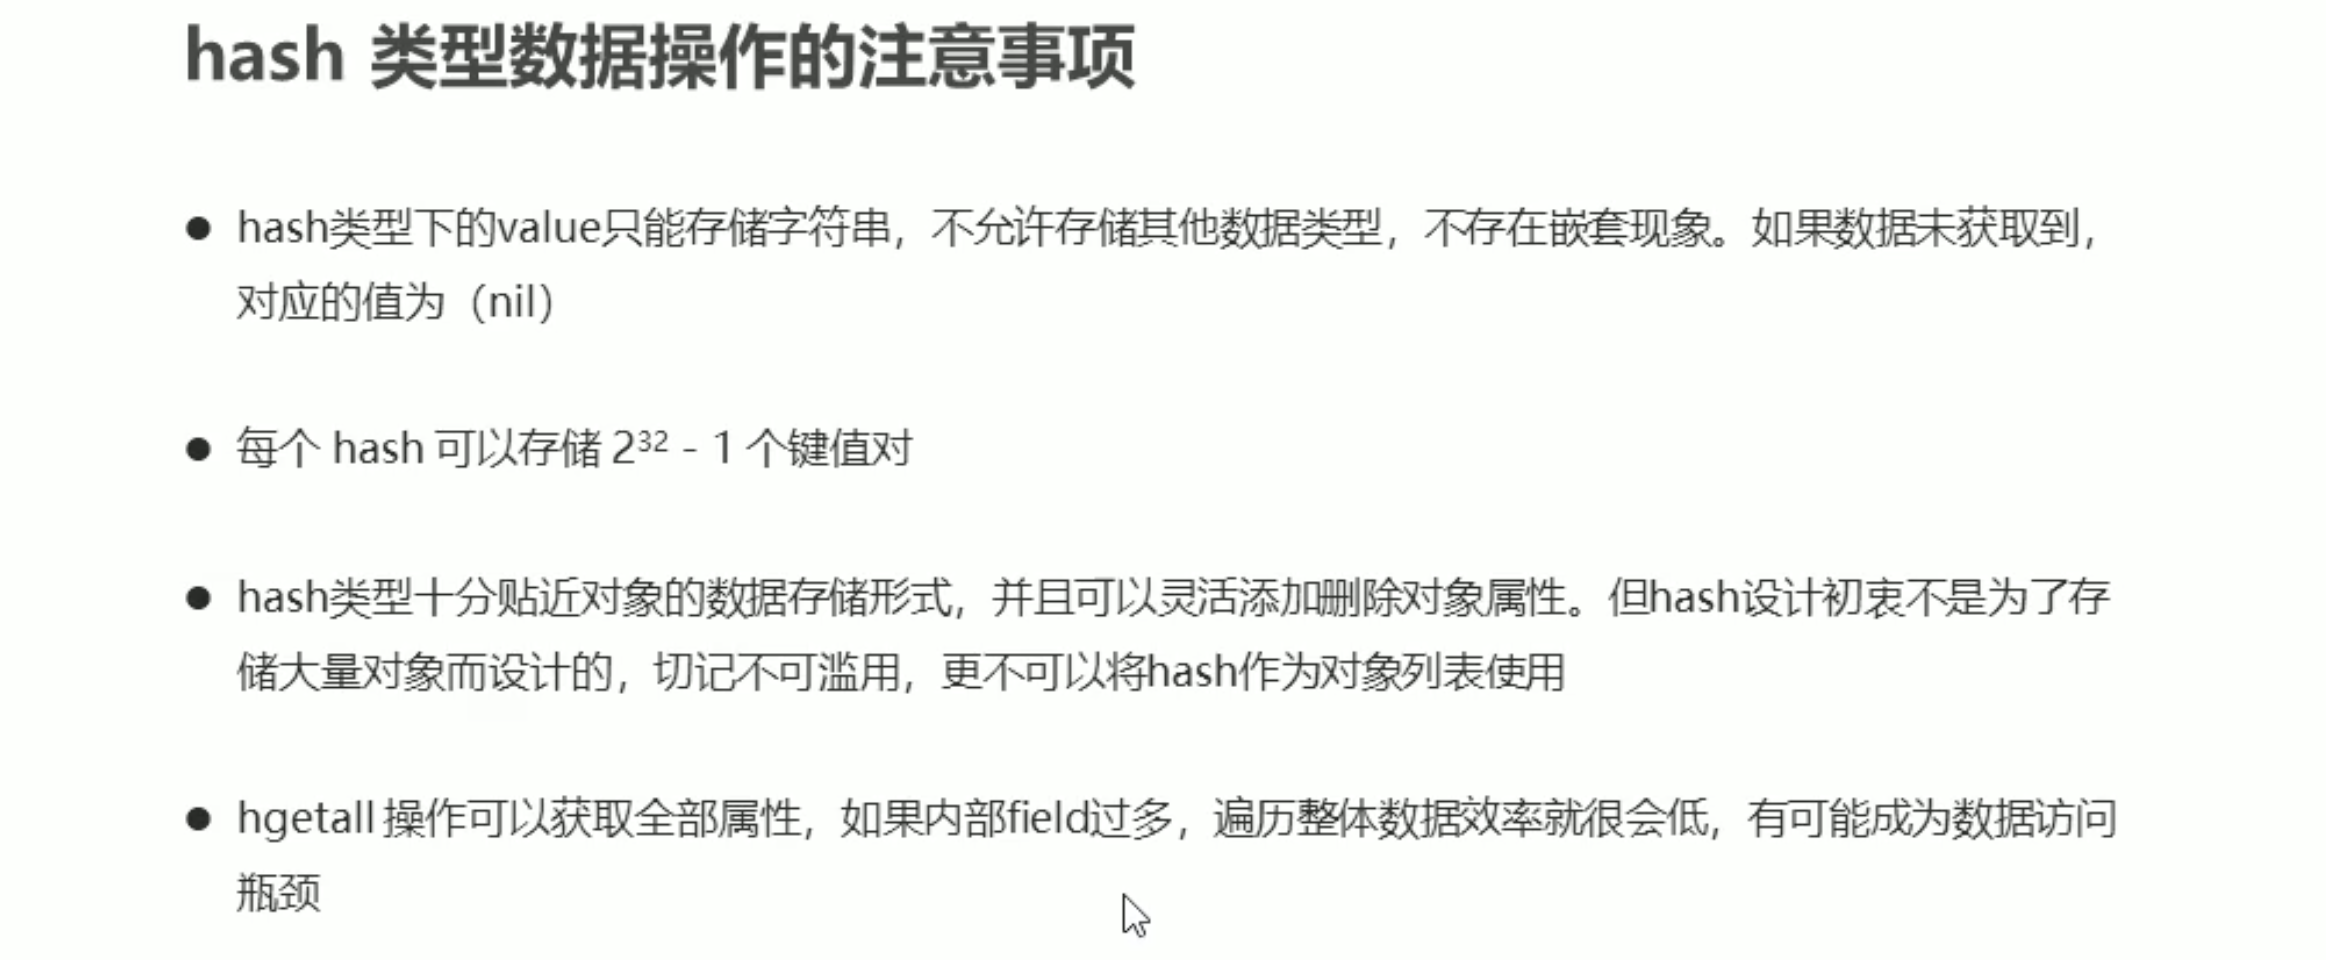 hash 类型数据操作的注意事项
● hash类型下的value只能存储字符串，不允许存储其他数据类型，不存在嵌套现象。如果数据未获取到，
对应的值为（nil）
● 每个 hash 可以存储 2³² - 1 个键值对
● hash类型十分贴近对象的数据存储形式，并且可以灵活添加删除对象属性。但hash设计初衷不是为了存
储大量对象而设计的，切记不可滥用，更不可以将hash作为对象列表使用
● hgetall 操作可以获取全部属性，如果内部field过多，遍历整体数据效率就很会低，有可能成为数据访问
瓶颈